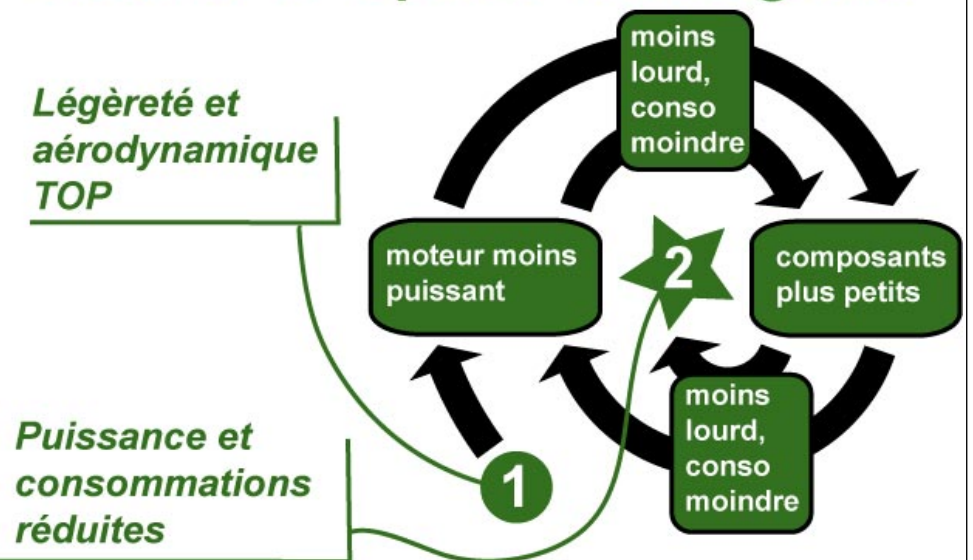 moins
lourd,
conso
moindre
Légèreté et
aérodynamique
TOP
moteur moins
puissant
2
composants
plus petits
moins
lourd,
conso
moindre
Puissance et
consommations
réduites
1